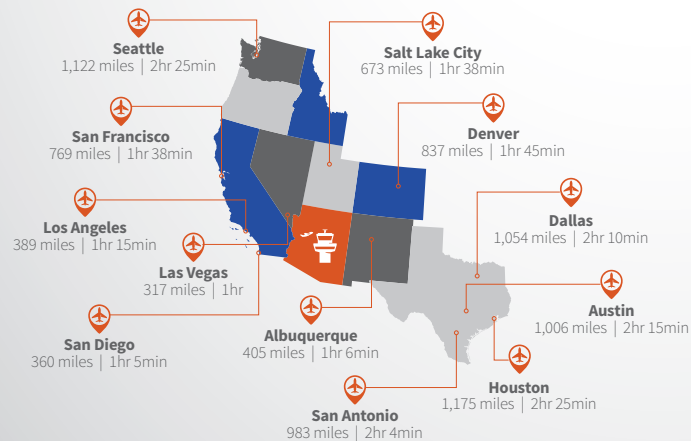 Seattle
1,122 miles | 2hr 25min
Salt Lake City
673 miles | 1hr 38min
San Francisco
769 miles | 1hr 38min
Denver
837 miles | 1hr 45min
Los Angeles
389 miles | 1hr 15min
Dallas
1,054 miles | 2hr 10min
Las Vegas
317 miles | 1hr
Austin
1,006 miles | 2hr 15min
San Diego
360 miles | 1hr 5min
Albuquerque
405 miles | 1hr 6min
Houston
1,175 miles | 2hr 25min
San Antonio
983 miles | 2hr 4min